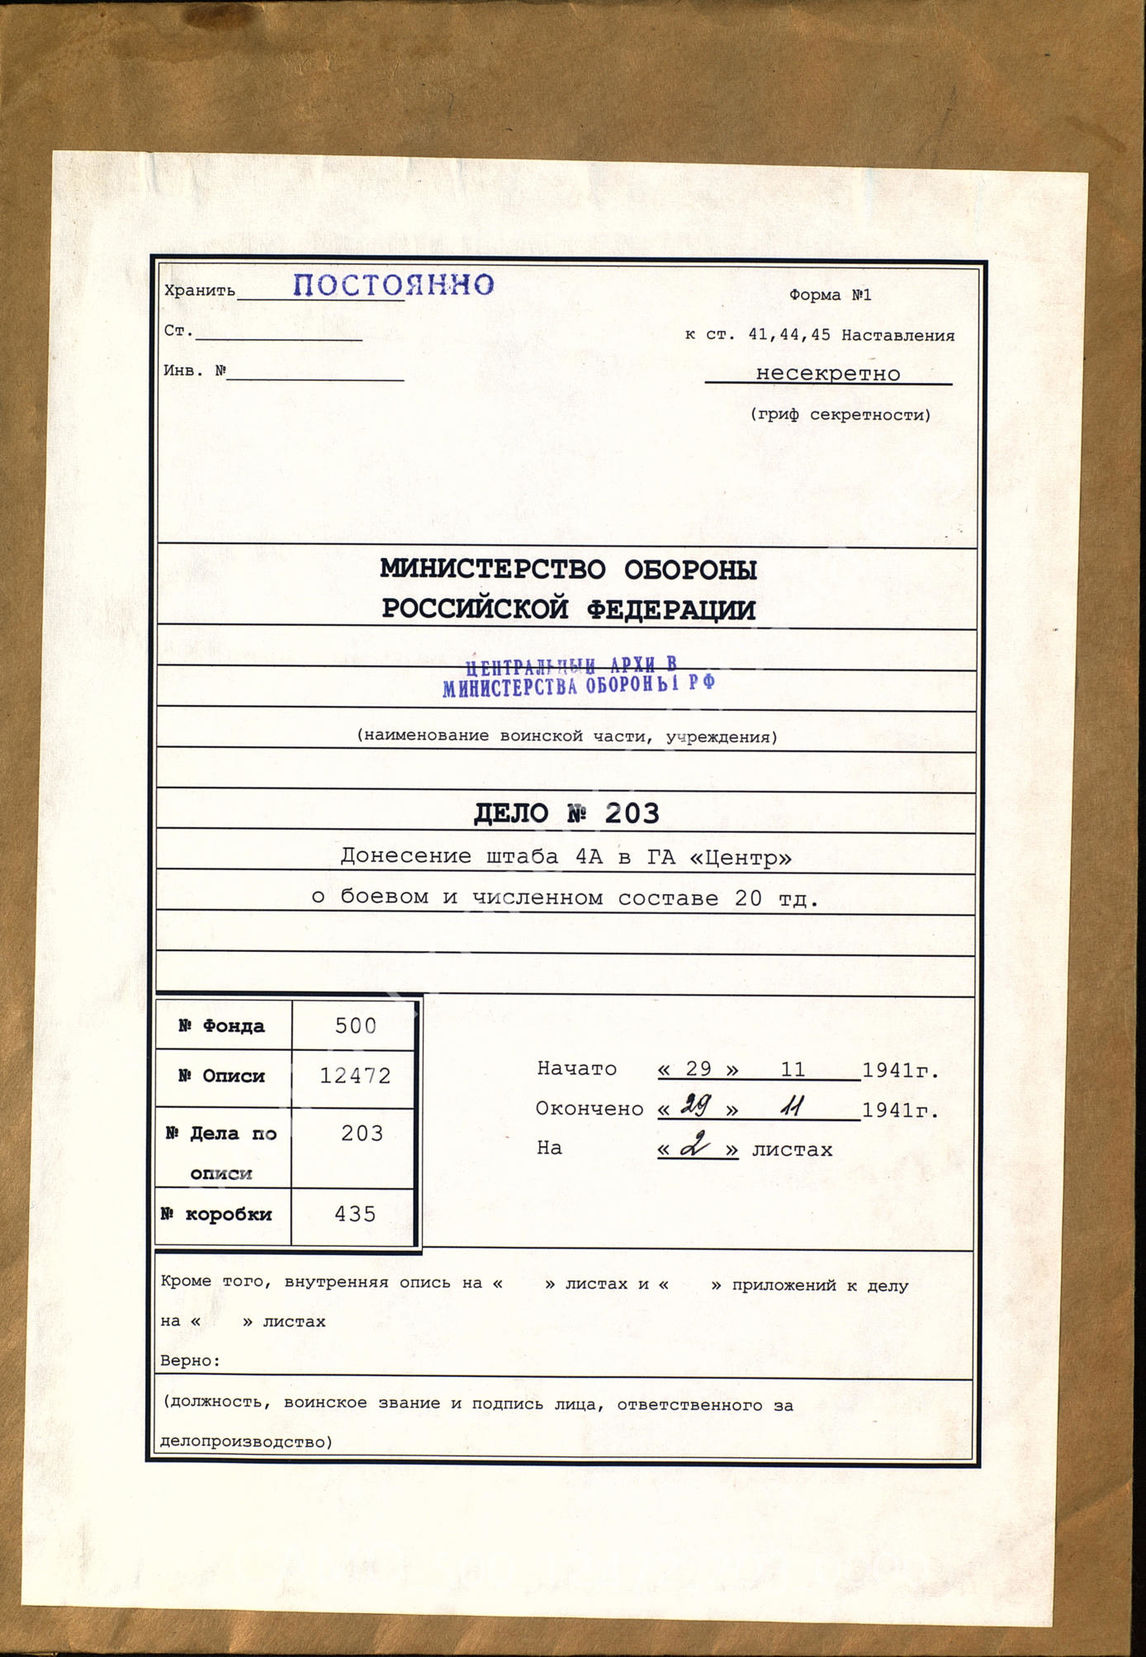 Хранить ПОСТОЯННО
Форма №1
Ст.
к ст. 41,44,45 Наставления
Инв. №
несекретно
(гриф секретности)
МИНИСТЕРСТВО ОБОРОНЫ
РОССИЙСКОЙ ФЕДЕРАЦИИ
ЦЕНТРАЛЬНЫЙ АРХИВ
МИНИСТЕРСТВА ОБОРОНЫ РФ
(наименование воинской части, учреждения)
ДЕЛО № 203
Донесение штаба 4А в ГА «Центр»
о боевом и численном составе 20 тд.
№ Фонда 500
№ Описи 12472
№ Дела по 203
описи
№ коробки 435
Начато « 29 » 11 1941г.
Окончено « 29 » 11 1941г.
На « 2 » листах
Кроме того, внутренняя опись на « » листах и « » приложений к делу
на « » листах
Верно:
(должность, воинское звание и подпись лица, ответственного за
делопроизводство)